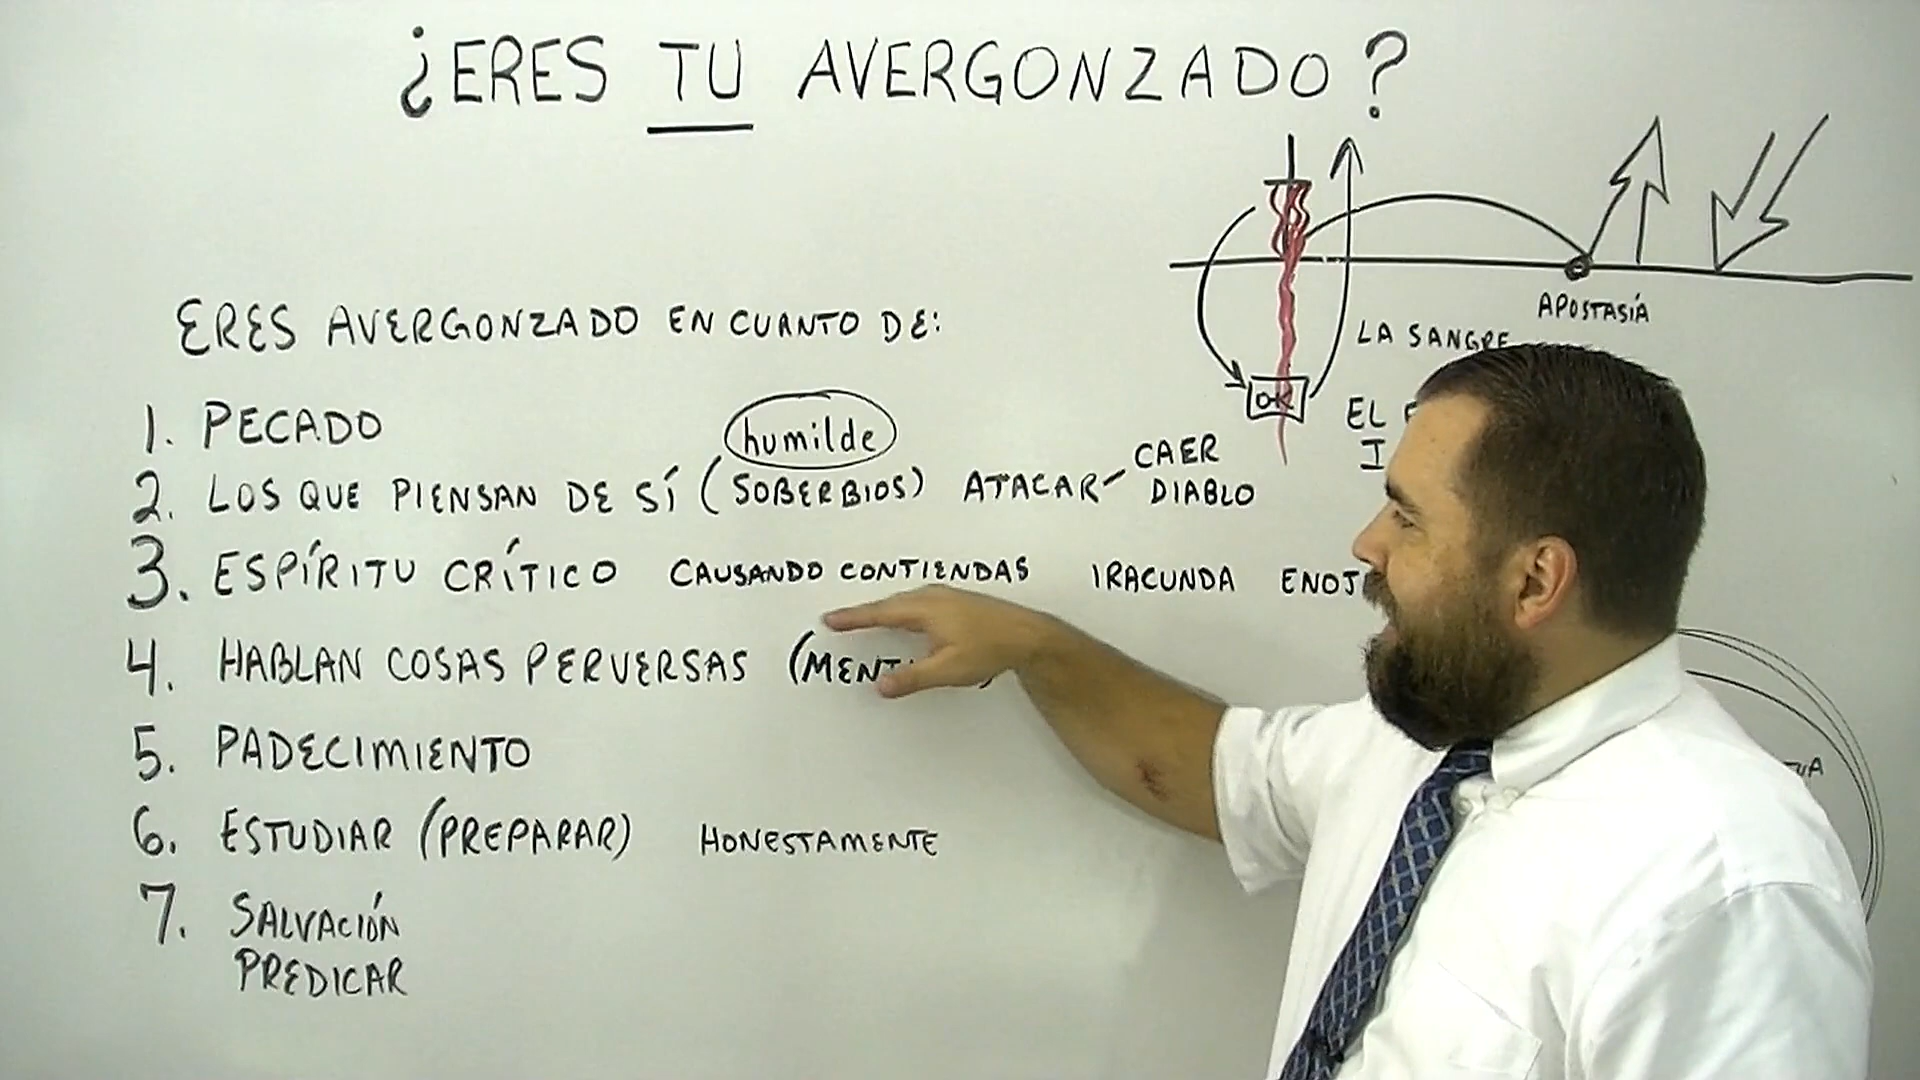 ¿ERES TU AVERGONZADO?
APOSTASÍA
LA SANGRE
OK
EL
ERES AVERGONZADO EN CUANTO DE:
1. PECADO
humilde
2. LOS QUE PIENSAN DE SÍ (SOBERBIOS) ATACAR- CAER
DIABLO
3. ESPÍRITU CRÍTICO CAUSANDO CONTIENDAS IRACUNDA
4. HABLAN COSAS PERVERSAS
5. PADECIMIENTO
6. ESTUDIAR (PREPARAR) HONESTAMENTE
7. SALVACIÓN
PREDICAR